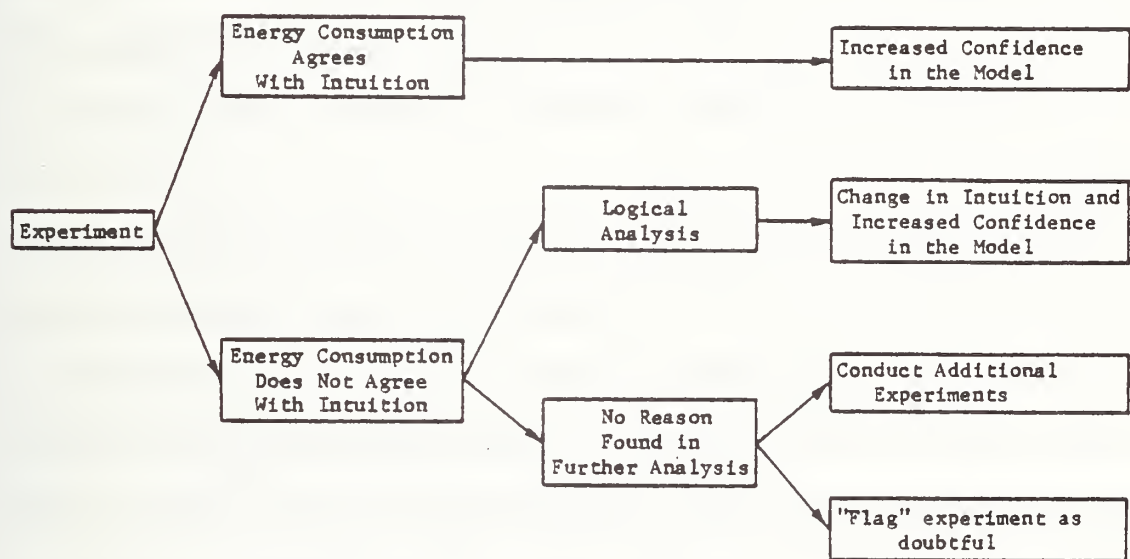 Energy Consumption
Agrees
With Intuition
Increased Confidence
in the Model
Experiment
Logical
Analysis
Change in Intuition and
Increased Confidence
in the Model
Energy Consumption
Does Not Agree
With Intuition
No Reason
Found in
Further Analysis
Conduct Additional
Experiments
"Flag" experiment as
doubtful